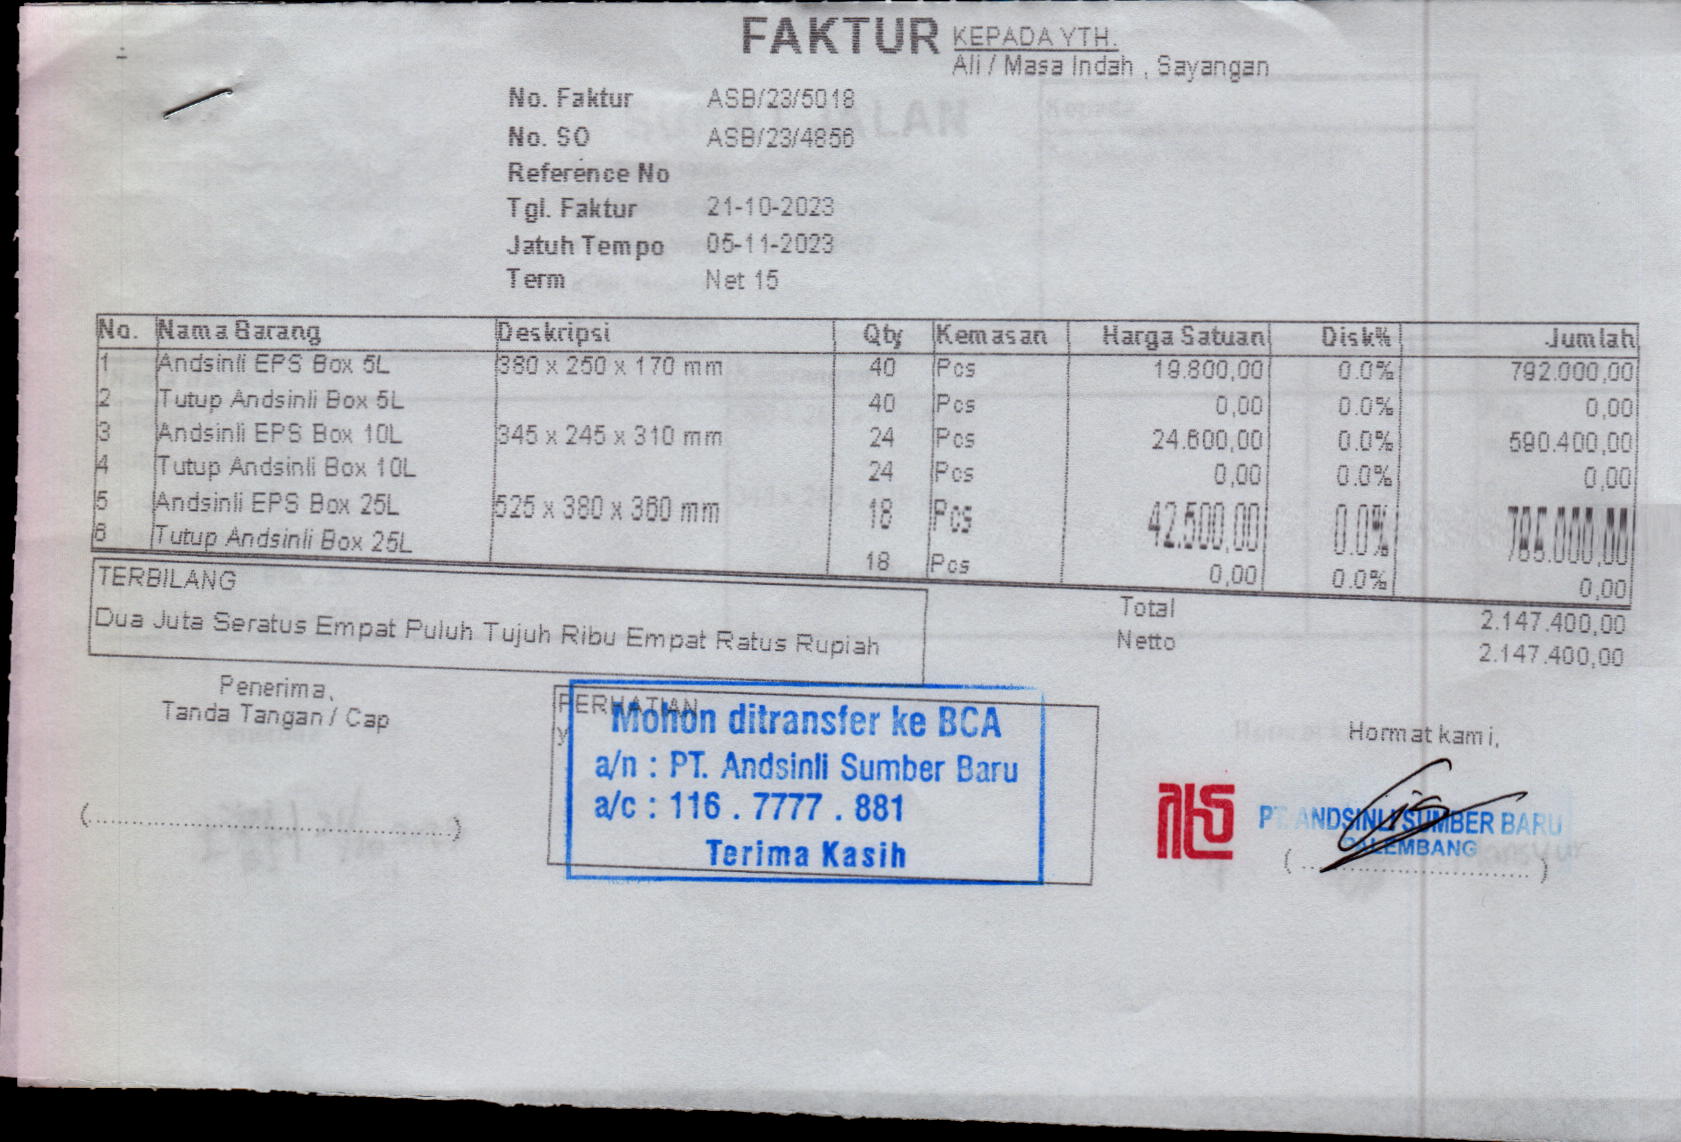 FAKTUR
KEPADA YTH.
Ali / Masa Indah , Sayangan
No. Faktur ASB/23/5018
No. SO ASB/23/4856
Reference No
Tgl. Faktur 21-10-2023
Jatuh Tempo 05-11-2023
Term Net 15
No. Nama Barang Deskripsi Qty Kemasan Harga Satuan Disk% Jumlah
1 Andsinli EPS Box 5L 380 x 250 x 170 mm 40 Pcs 19.800,00 0.0% 792.000,00
2 Tutup Andsinli Box 5L 40 Pcs 0,00 0.0% 0,00
3 Andsinli EPS Box 10L 345 x 245 x 310 mm 24 Pcs 24.600,00 0.0% 590.400,00
4 Tutup Andsinli Box 10L 24 Pcs 0,00 0.0% 0,00
5 Andsinli EPS Box 25L 525 x 380 x 360 mm 18 Pcs 42.500,00 0.0% 765.000,00
6 Tutup Andsinli Box 25L 18 Pcs 0,00 0.0% 0,00
TERBILANG
Dua Juta Seratus Empat Puluh Tujuh Ribu Empat Ratus Rupiah
Total 2.147.400,00
Netto 2.147.400,00
Penerima,
Tanda Tangan / Cap
PERHATIAN
Mohon ditransfer ke BCA
a/n : PT. Andsinli Sumber Baru
a/c : 116 . 7777 . 881
Terima Kasih
Hormat kami,
PT. ANDSINLI SUMBER BARU
PALEMBANG